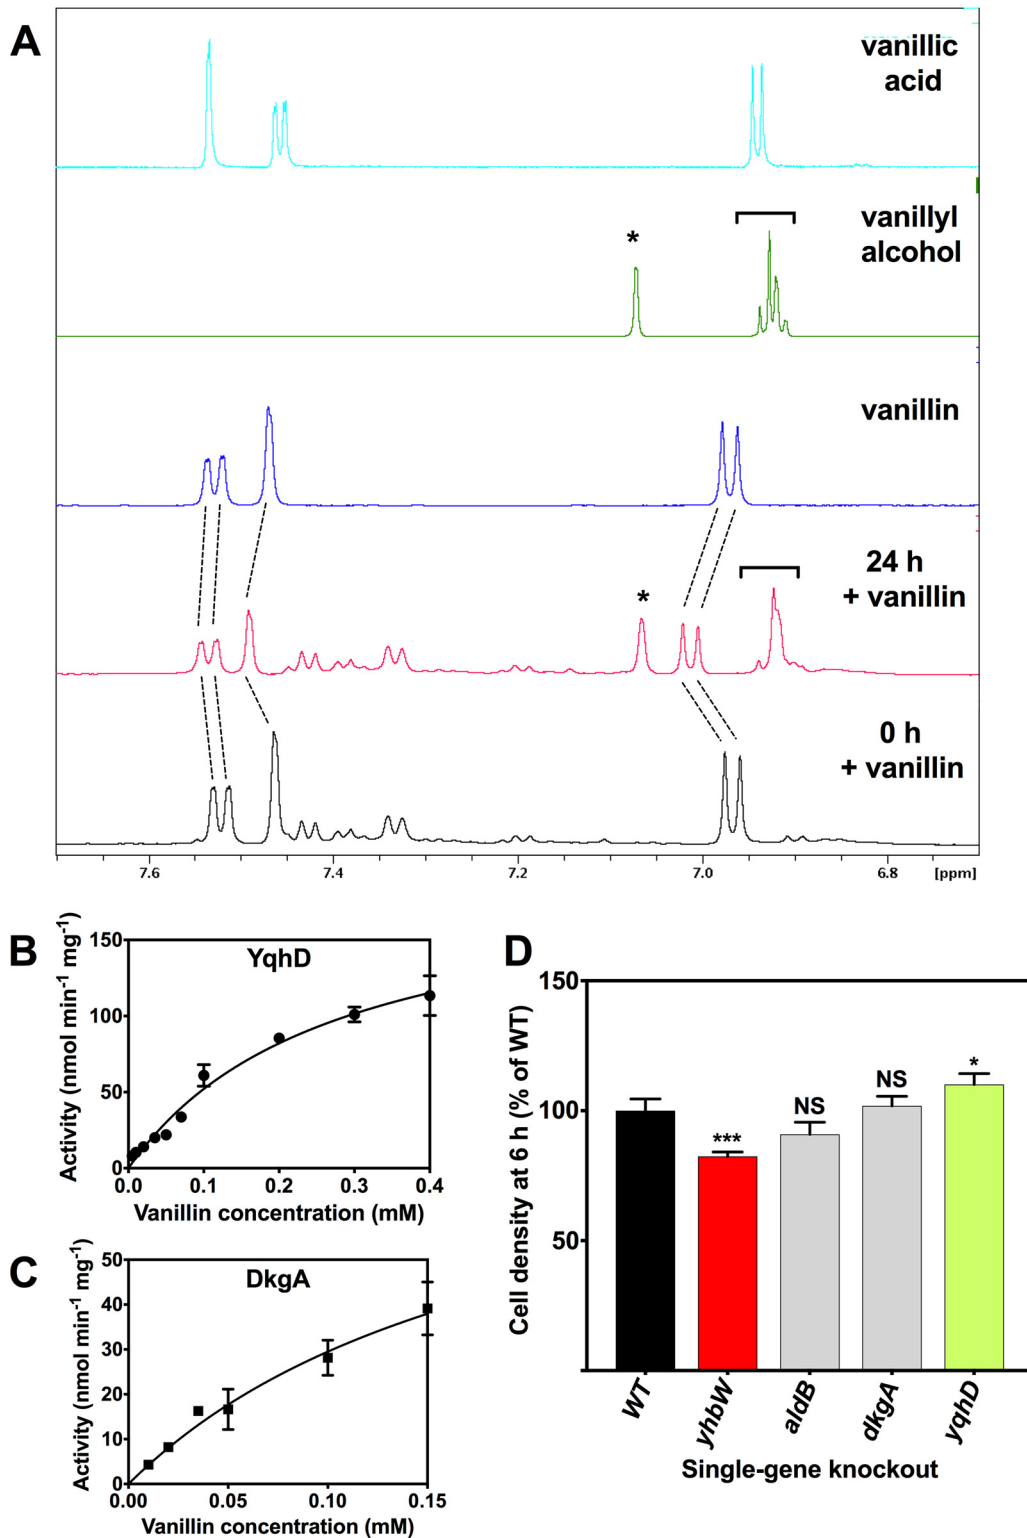 A
vanillic
acid
*
vanillyl
alcohol
vanillin
24 h
+ vanillin
*
0 h
+ vanillin
7.6 7.4 7.2 7.0 6.8 [ppm]
B
YqhD
Activity (nmol min⁻¹ mg⁻¹)
150
100
50
0
0.0 0.1 0.2 0.3 0.4
Vanillin concentration (mM)
C
DkgA
Activity (nmol min⁻¹ mg⁻¹)
50
40
30
20
10
0
0.00 0.05 0.10 0.15
Vanillin concentration (mM)
D
Cell density at 6 h (% of WT)
150
100
50
*** NS NS *
WT yhbW aldB dkgA yqhD
Single-gene knockout